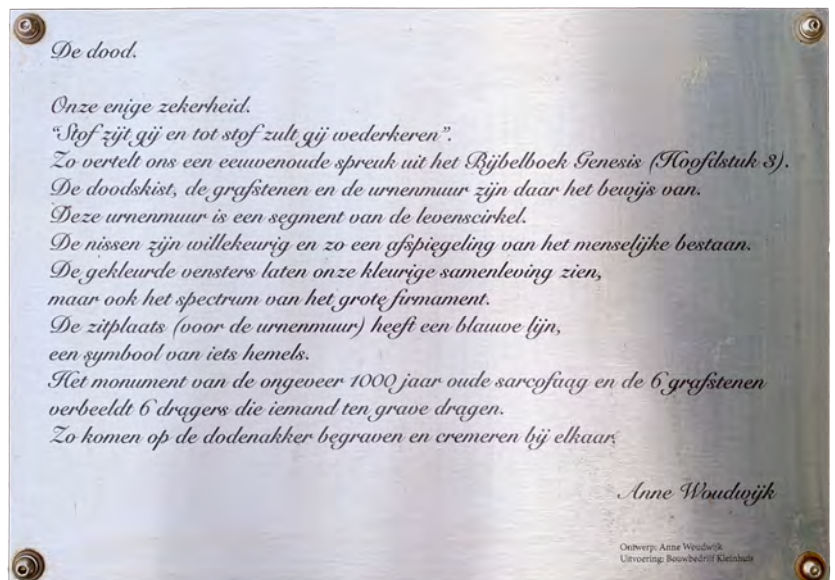 De dood.
Onze enige zekerheid.
“Stof zijt gij en tot stof zult gij wederkeren”.
Zo vertelt ons een eeuwenoude spreuk uit het Bijbelboek Genesis (Hoofdstuk 3).
De doodskist, de grafstenen en de urnenmuur zijn daar het bewijs van.
Deze urnenmuur is een segment van de levenscirkel.
De nissen zijn willekeurig en zo een afspiegeling van het menselijke bestaan.
De gekleurde vensters laten onze kleurige samenleving zien,
maar ook het spectrum van het grote firmament.
De zitplaats (voor de urnenmuur) heeft een blauwe lijn,
een symbool van iets hemels.
Het monument van de ongeveer 1000 jaar oude sarcofaag en de 6 grafstenen
verbeeldt 6 dragers die iemand ten grave dragen.
Zo komen op de dodenakker begraven en cremeren bij elkaar.
Anne Woudwijk
Ontwerp: Anne Woudwijk
Uitvoering: Bouwbedrijf Kleinhuis